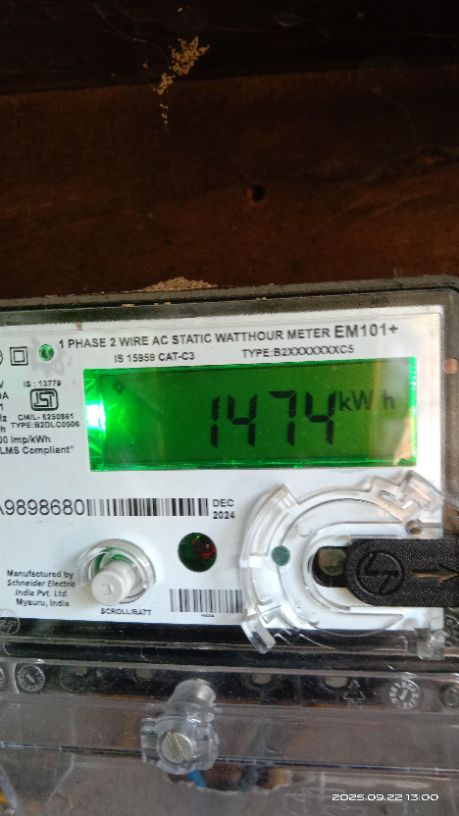 1 PHASE 2 WIRE AC STATIC WATTHOUR METER EM101+
IS 15959 CAT-C3 TYPE:B2XXXXXXXC5
IS : 13779
CM/L- 6250861
TYPE:B2DLC0506
imp/kWh
LMS Compliant"
1474 kWh
9898680
DEC
2024
Manufactured by
Schneider Electric
India Pvt. Ltd.
Mysuru, India
SCROLL/BATT
2025.09.22 13:00